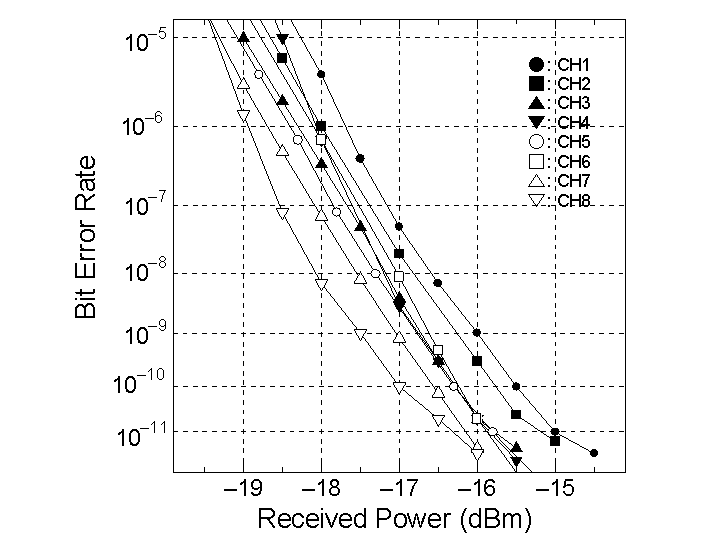 10⁻⁵
10⁻⁶
10⁻⁷
10⁻⁸
10⁻⁹
10⁻¹⁰
10⁻¹¹
Bit Error Rate
: CH1
: CH2
: CH3
: CH4
: CH5
: CH6
: CH7
: CH8
–19 –18 –17 –16 –15
Received Power (dBm)